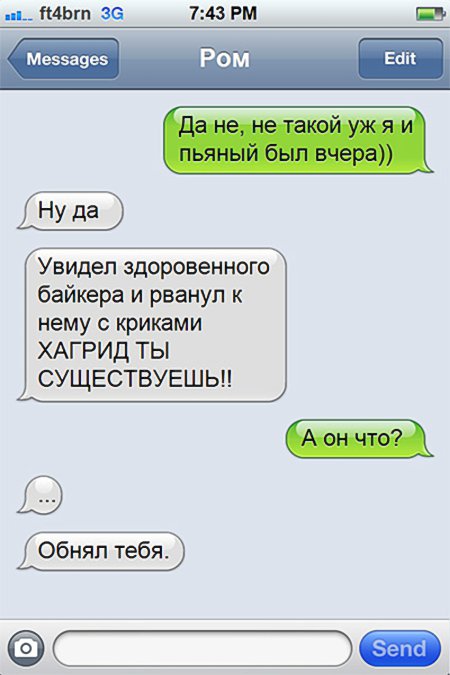 ft4brn 3G 7:43 PM
Messages Ром Edit
Да не, не такой уж я и
пьяный был вчера))
Ну да
Увидел здоровенного
байкера и рванул к
нему с криками
ХАГРИД ТЫ
СУЩЕСТВУЕШЬ!!
А он что?
...
Обнял тебя.
Send